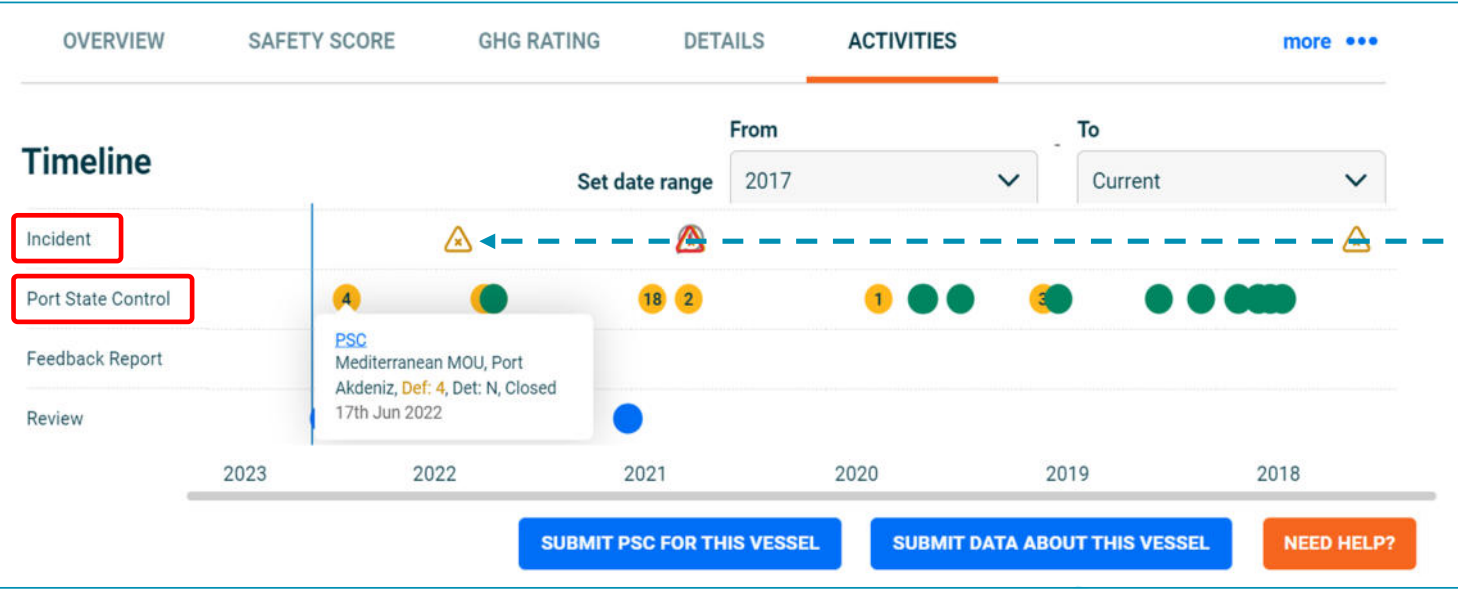 OVERVIEW SAFETY SCORE GHG RATING DETAILS ACTIVITIES more •••
From - To
Timeline
Set date range 2017 Current
Incident
Port State Control 4 18 2 1 3
PSC
Feedback Report
Mediterranean MOU, Port
Akdeniz, Def: 4, Det: N, Closed
17th Jun 2022
Review
2023 2022 2021 2020 2019 2018
SUBMIT PSC FOR THIS VESSEL SUBMIT DATA ABOUT THIS VESSEL NEED HELP?